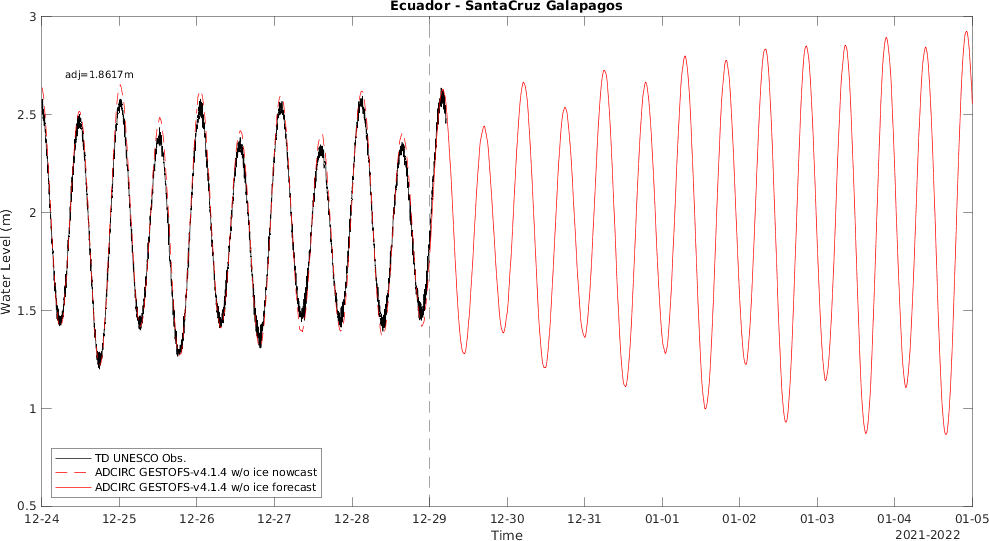 Ecuador - SantaCruz Galapagos
3
adj=1.8617m
2.5
2
Water Level (m)
1.5
1
TD UNESCO Obs.
ADCIRC GESTOFS-v4.1.4 w/o ice nowcast
ADCIRC GESTOFS-v4.1.4 w/o ice forecast
0.5
12-24 12-25 12-26 12-27 12-28 12-29 12-30 12-31 01-01 01-02 01-03 01-04 01-05
Time
2021-2022